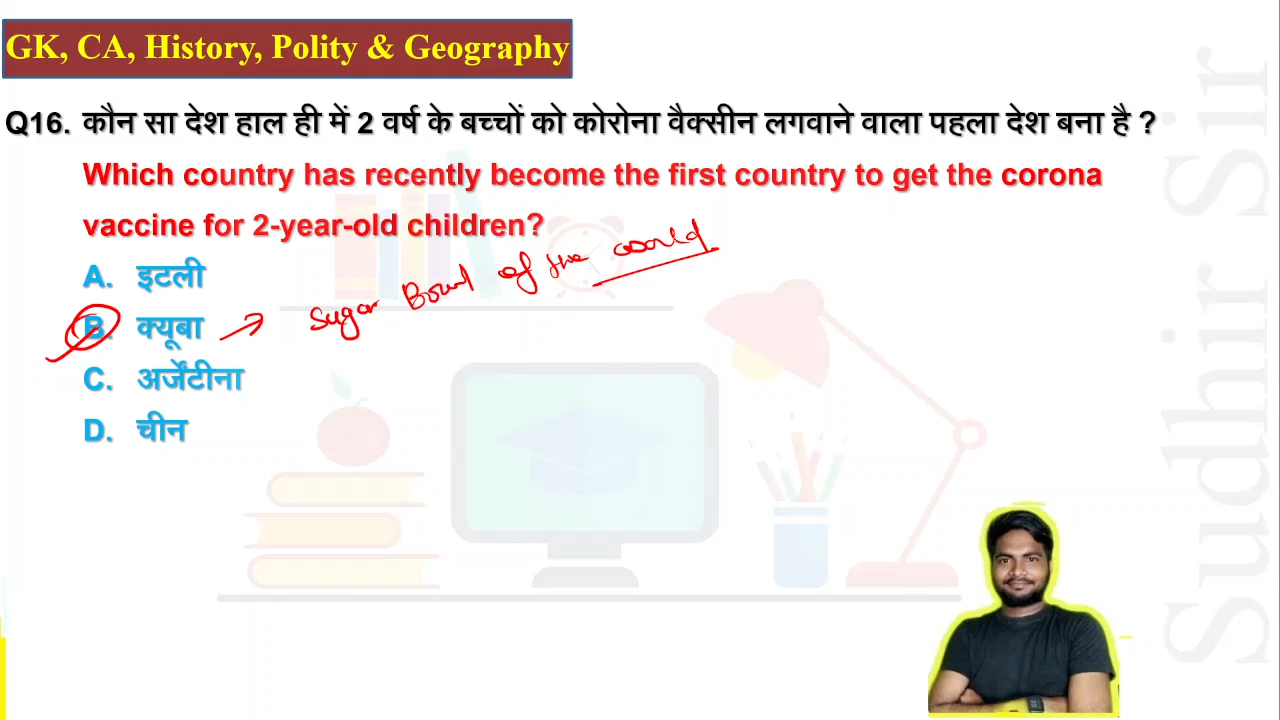 GK, CA, History, Polity & Geography
Q16. कौन सा देश हाल ही में 2 वर्ष के बच्चों को कोरोना वैक्सीन लगवाने वाला पहला देश बना है ?
Which country has recently become the first country to get the corona
vaccine for 2-year-old children?
A. इटली
B. क्यूबा → Sugar Bowl of the world
C. अर्जेंटीना
D. चीन
Sudhir Sir